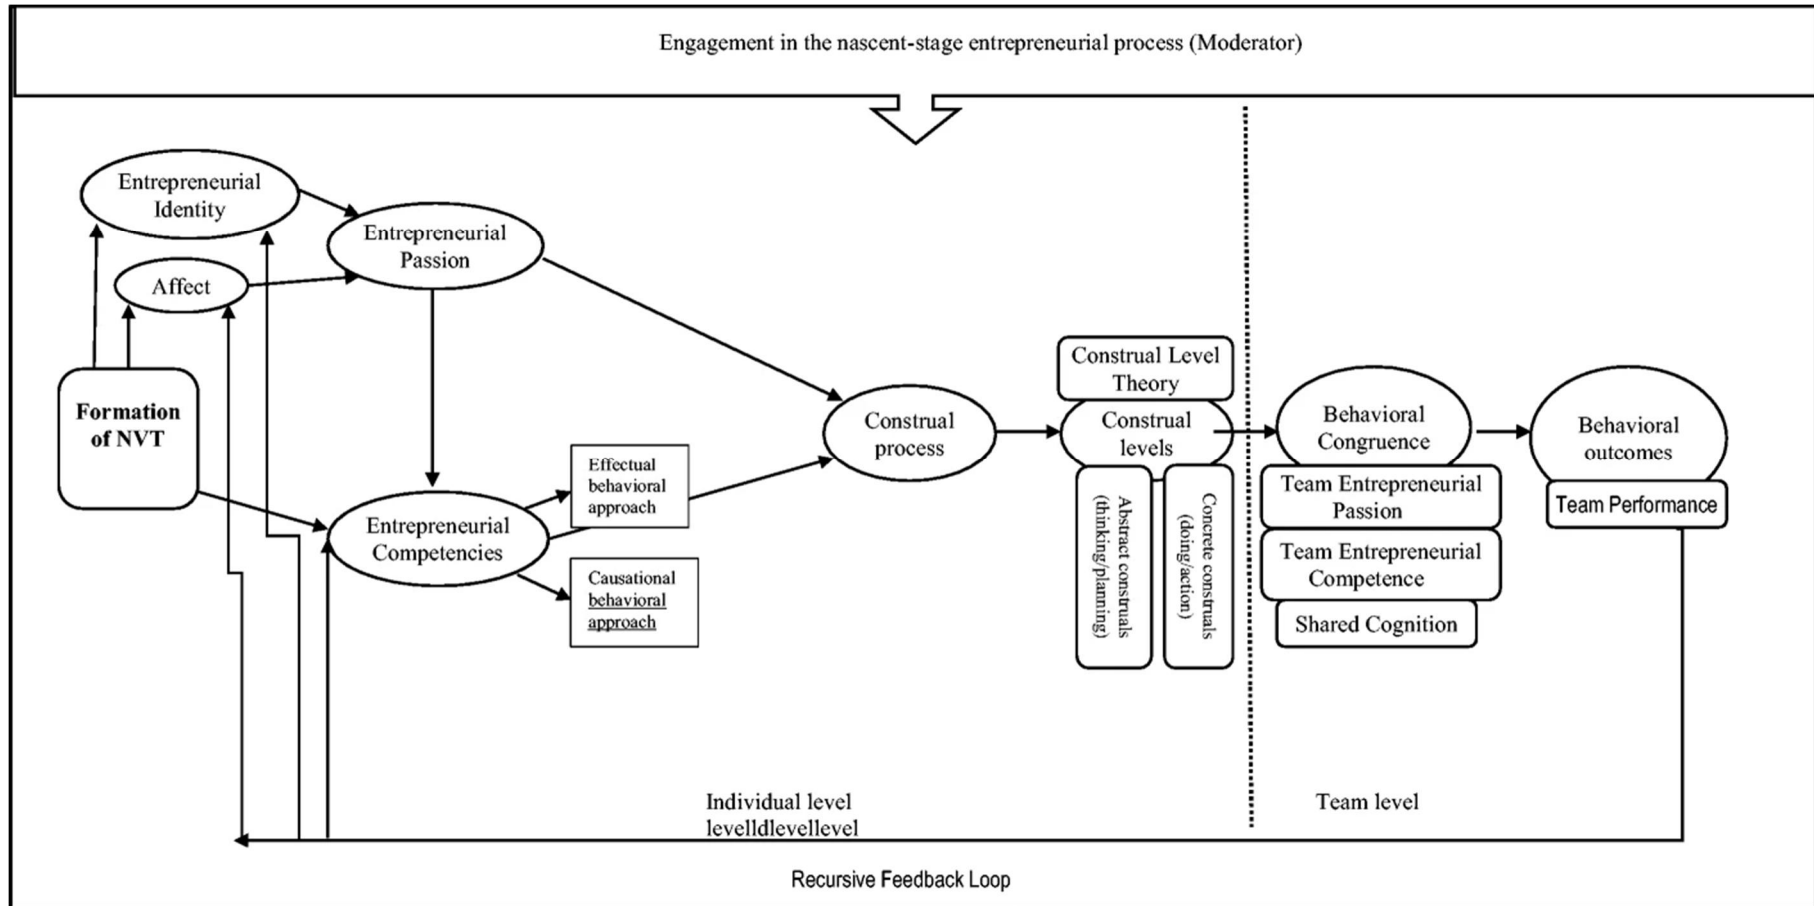 Engagement in the nascent-stage entrepreneurial process (Moderator)
Entrepreneurial
Identity
Entrepreneurial
Passion
Affect
Formation
of NVT
Entrepreneurial
Competencies
Effectual
behavioral
approach
Causational
behavioral
approach
Construal
process
Construal Level
Theory
Construal
levels
Abstract construals
(thinking/planning)
Concrete construals
(doing/action)
Behavioral
Congruence
Team Entrepreneurial
Passion
Team Entrepreneurial
Competence
Shared Cognition
Behavioral
outcomes
Team Performance
Individual level
levelldlevellevel
Team level
Recursive Feedback Loop